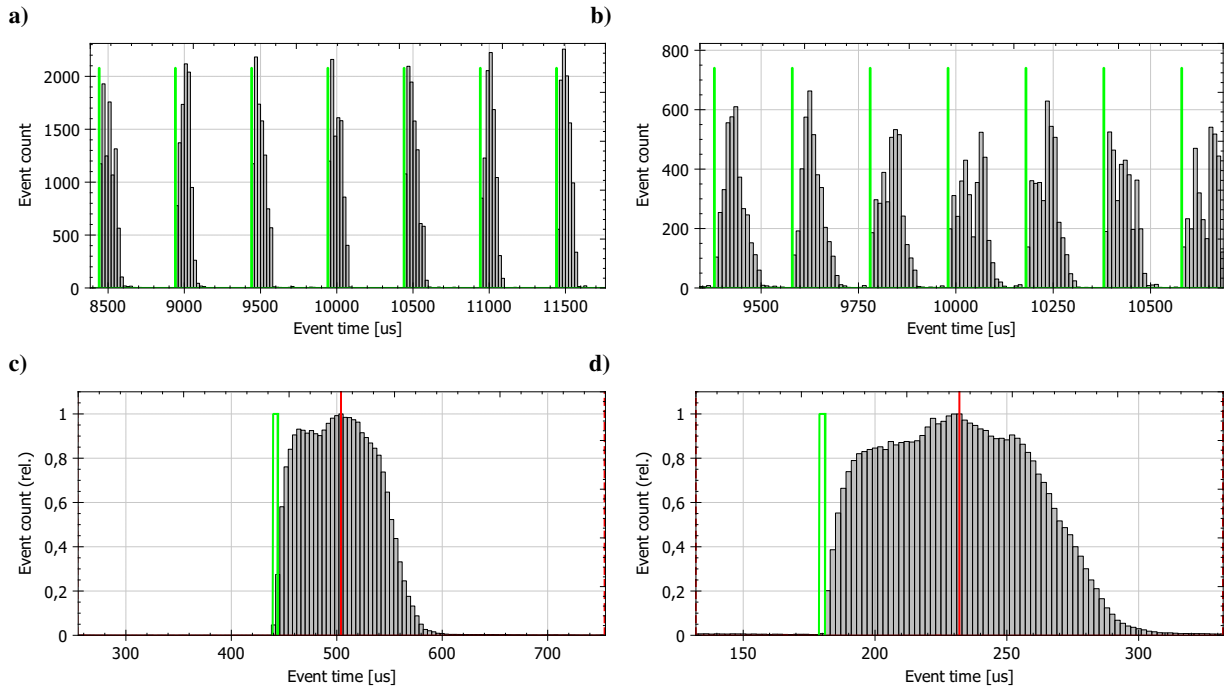 a)
b)
2000
1500
1000
500
0
8500 9000 9500 10000 10500 11000 11500
Event count
Event time [us]
800
600
400
200
0
9500 9750 10000 10250 10500
Event count
Event time [us]
c)
d)
1
0,8
0,6
0,4
0,2
0
300 400 500 600 700
Event count (rel.)
Event time [us]
1
0,8
0,6
0,4
0,2
0
150 200 250 300
Event count (rel.)
Event time [us]